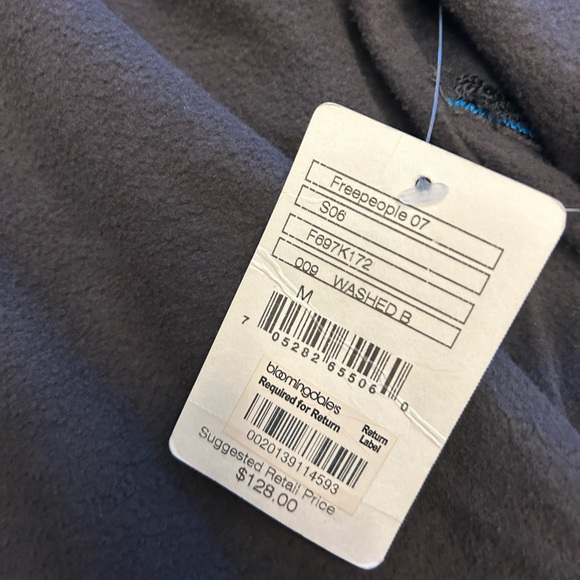 Freepeople 07
S06
F697K172
009 WASHED B
M
7 05282 65506 0
bloomingdale's
Required for Return
Return
Label
0020139114593
Suggested Retail Price
$128.00